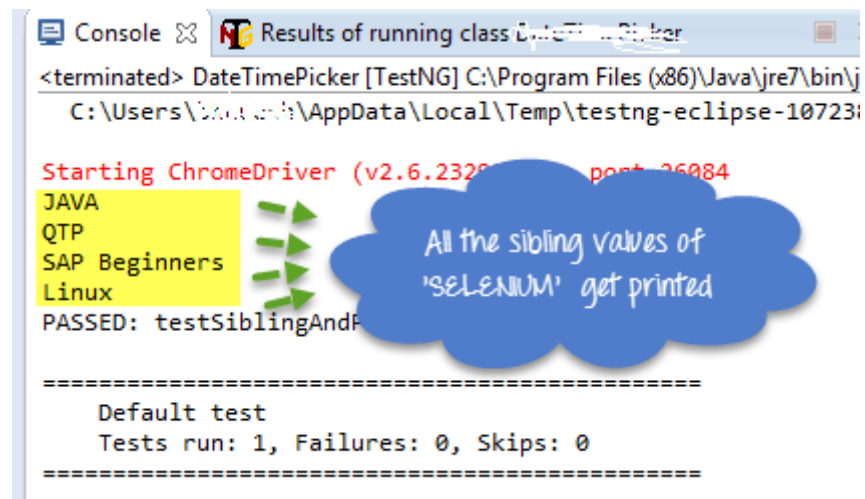 Console Results of running class
<terminated> DateTimePicker [TestNG] C:\Program Files (x86)\Java\jre7\bin\j
C:\Users\ \AppData\Local\Temp\testng-eclipse-107238
Starting ChromeDriver (v2.6.232 port 26084
JAVA
QTP
SAP Beginners
Linux
All the sibling values of
'SELENIUM' get printed
PASSED: testSiblingAndP
===============================================
Default test
Tests run: 1, Failures: 0, Skips: 0
===============================================